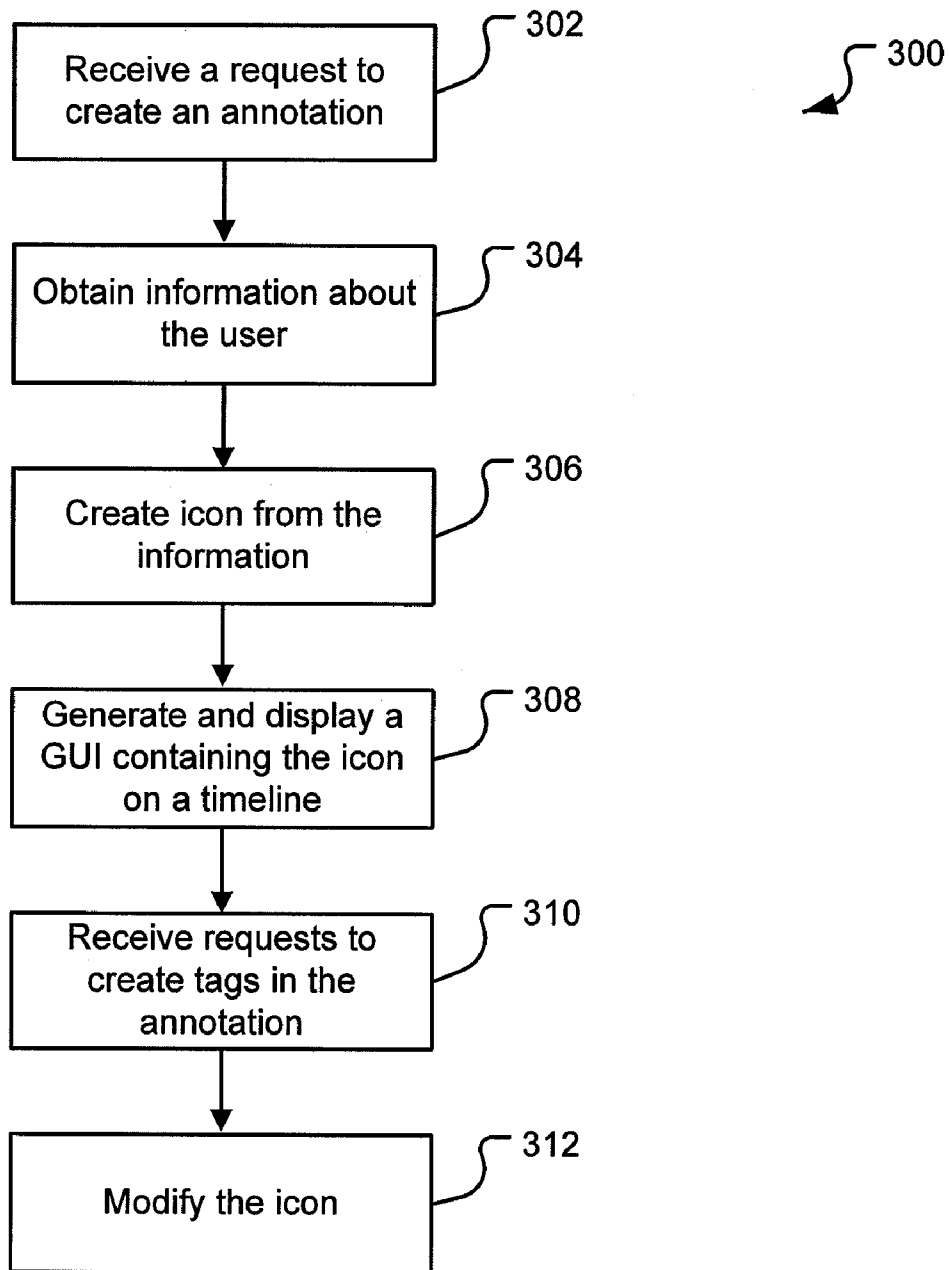 302
300
Receive a request to
create an annotation
304
Obtain information about
the user
306
Create icon from the
information
308
Generate and display a
GUI containing the icon
on a timeline
310
Receive requests to
create tags in the
annotation
312
Modify the icon